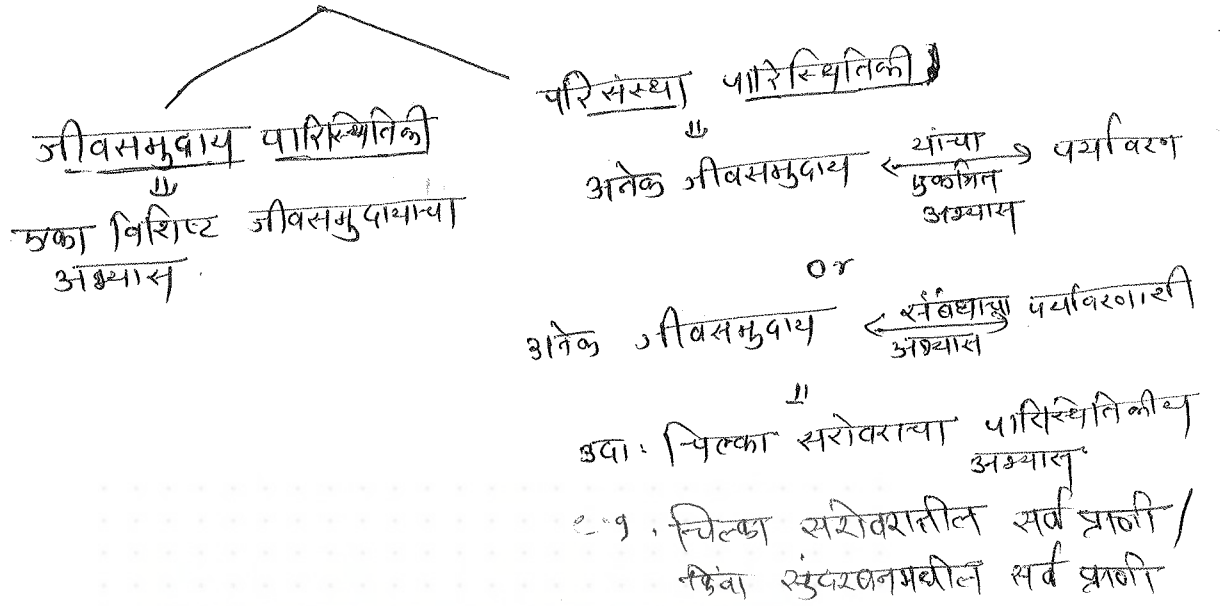 जीवसमुदाय पारिस्थितिकी
एका विशिष्ट जीवसमुदायाचा
अभ्यास.
परिसंस्था पारिस्थितिकी
अनेक जीवसमुदाय यांचा एकत्रित अभ्यास पर्यावरण
or
अनेक जीवसमुदाय संबंधाचा अभ्यास पर्यावरणाशी
उदा: चिल्का सरोवराचा पारिस्थितिकीय
अभ्यास
e.g. चिल्का सरोवरातील सर्व प्राणी /
किंवा सुंदरबनमधील सर्व प्राणी